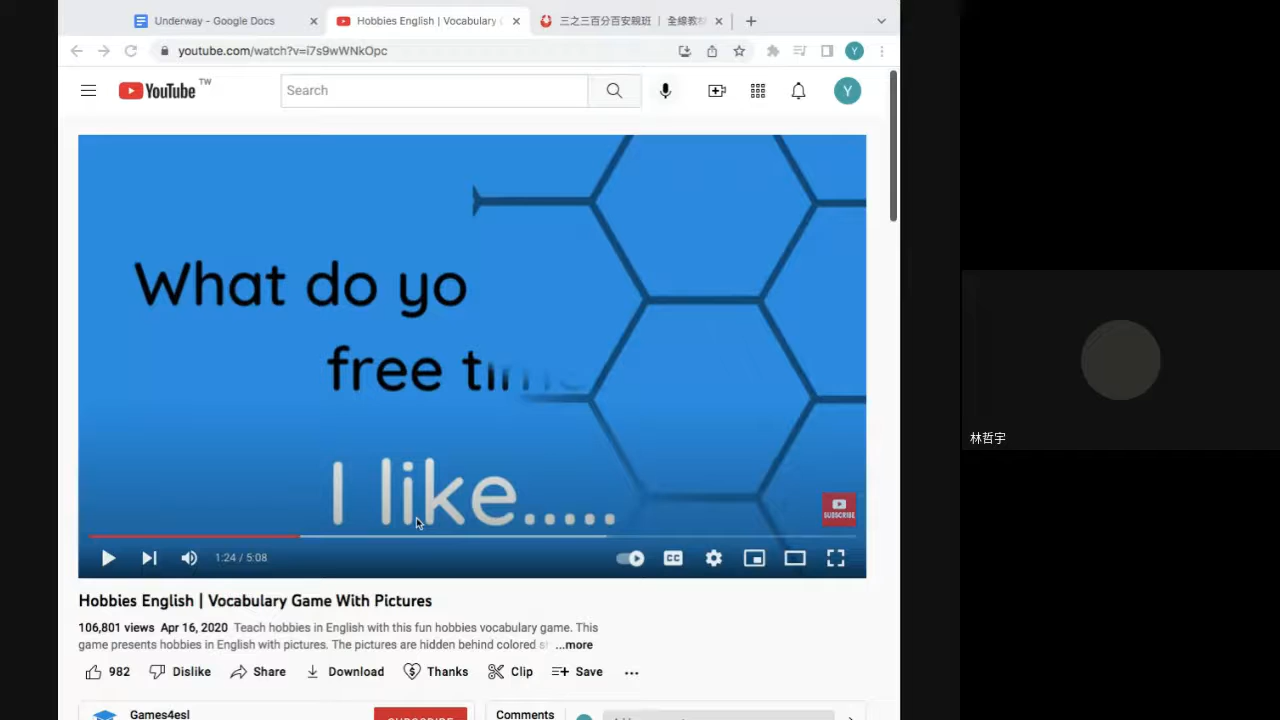 Underway - Google Docs
Hobbies English | Vocabulary
三之三百分百安親班 | 全線教材
youtube.com/watch?v=i7s9wWNkOpc
Y
YouTube TW
Search
Y
What do yo
free time
I like.....
SUBSCRIBE
1:24 / 5:08
CC
Hobbies English | Vocabulary Game With Pictures
106,801 views Apr 16, 2020 Teach hobbies in English with this fun hobbies vocabulary game. This
game presents hobbies in English with pictures. The pictures are hidden behind colored ...more
982 Dislike Share Download Thanks Clip Save
Games4esl
SUBSCRIBE
Comments
林哲宇